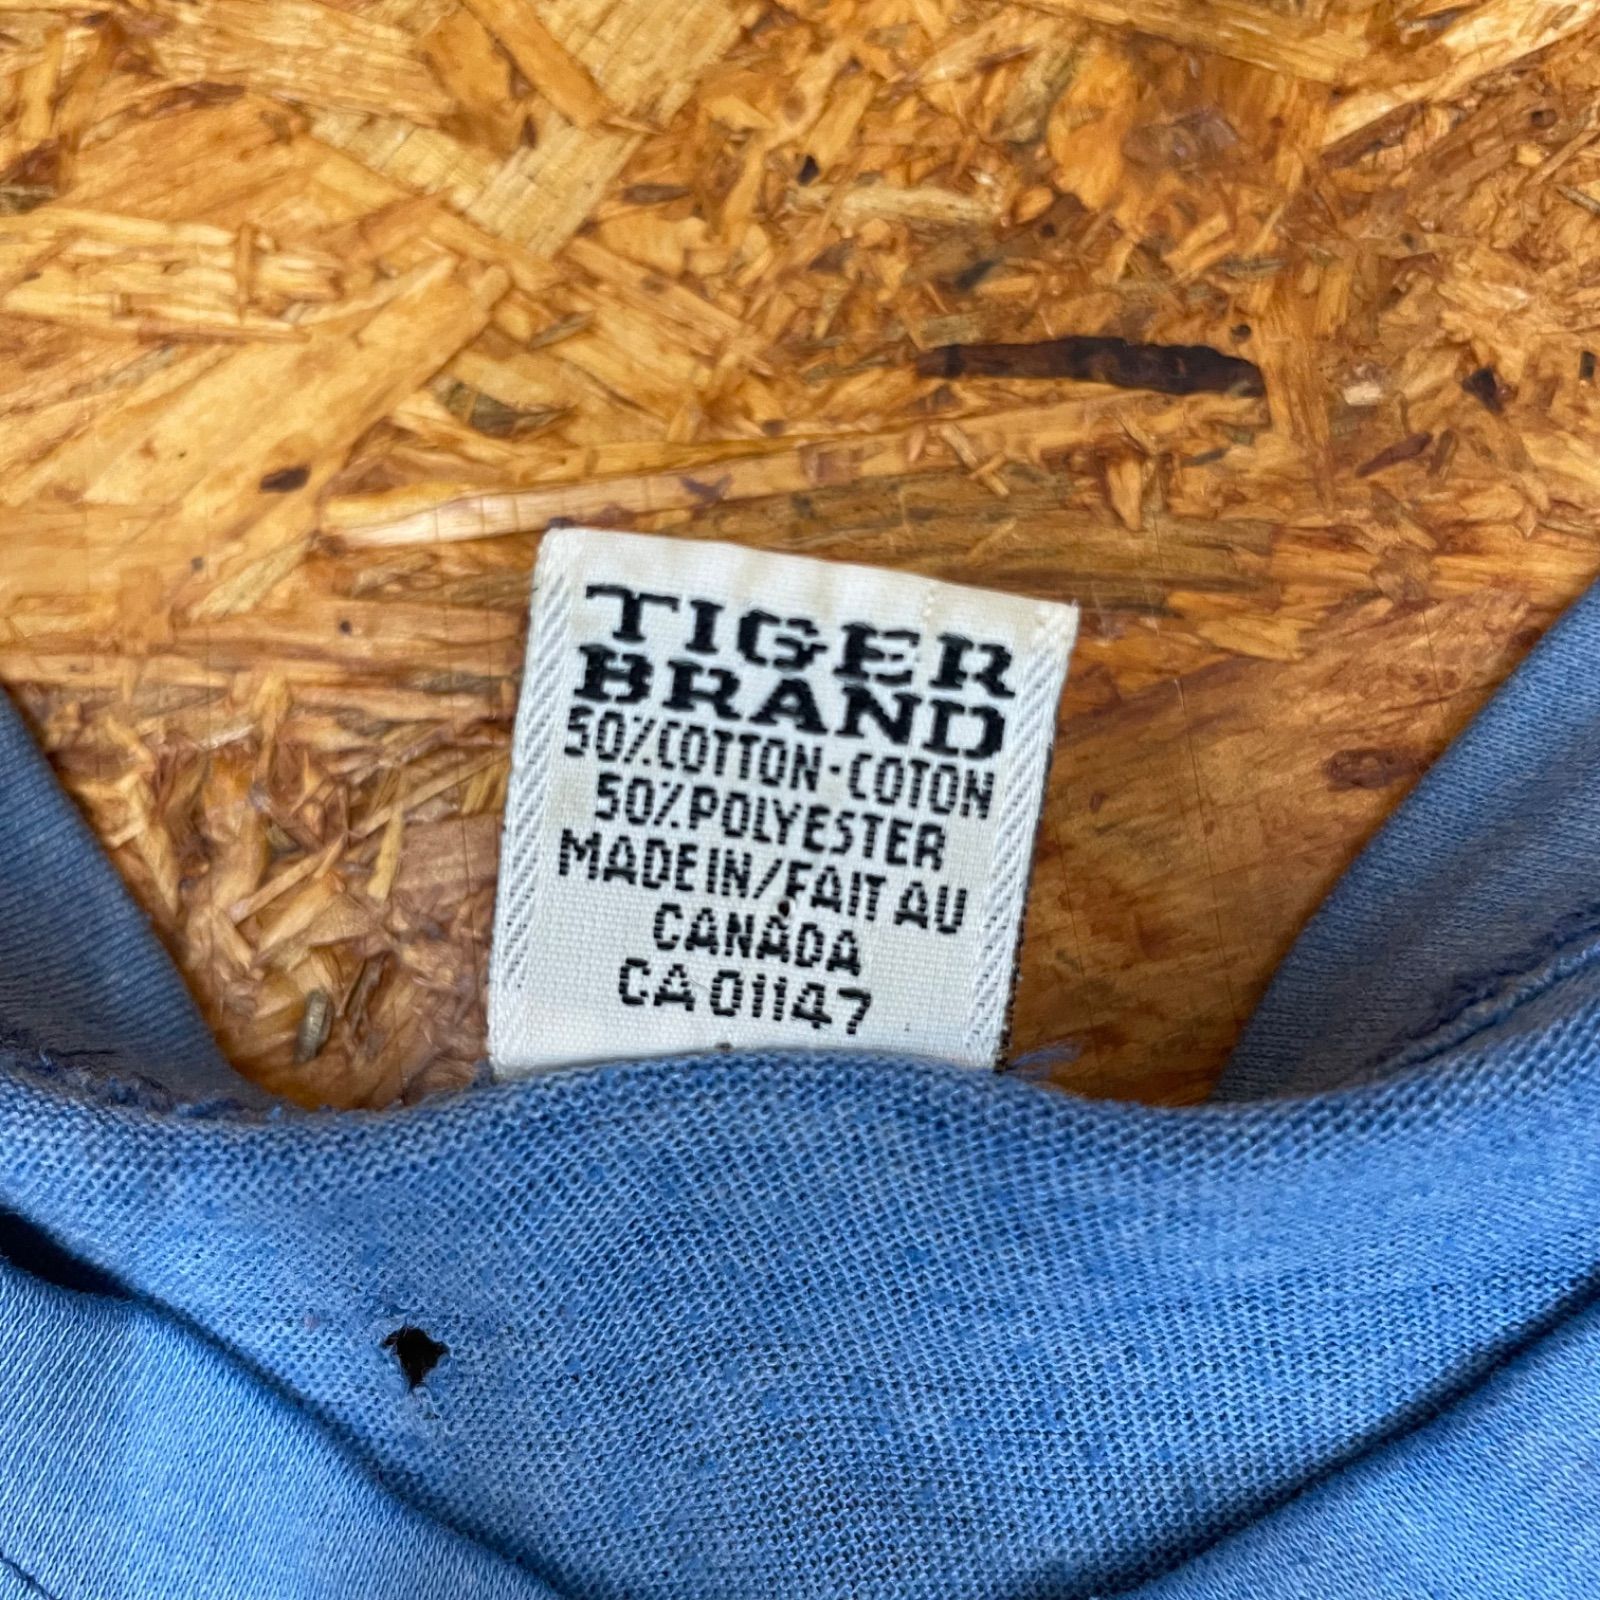 TIGER
BRAND
50% COTTON·COTON
50% POLYESTER
MADE IN/FAIT AU
CANADA
CA 01147